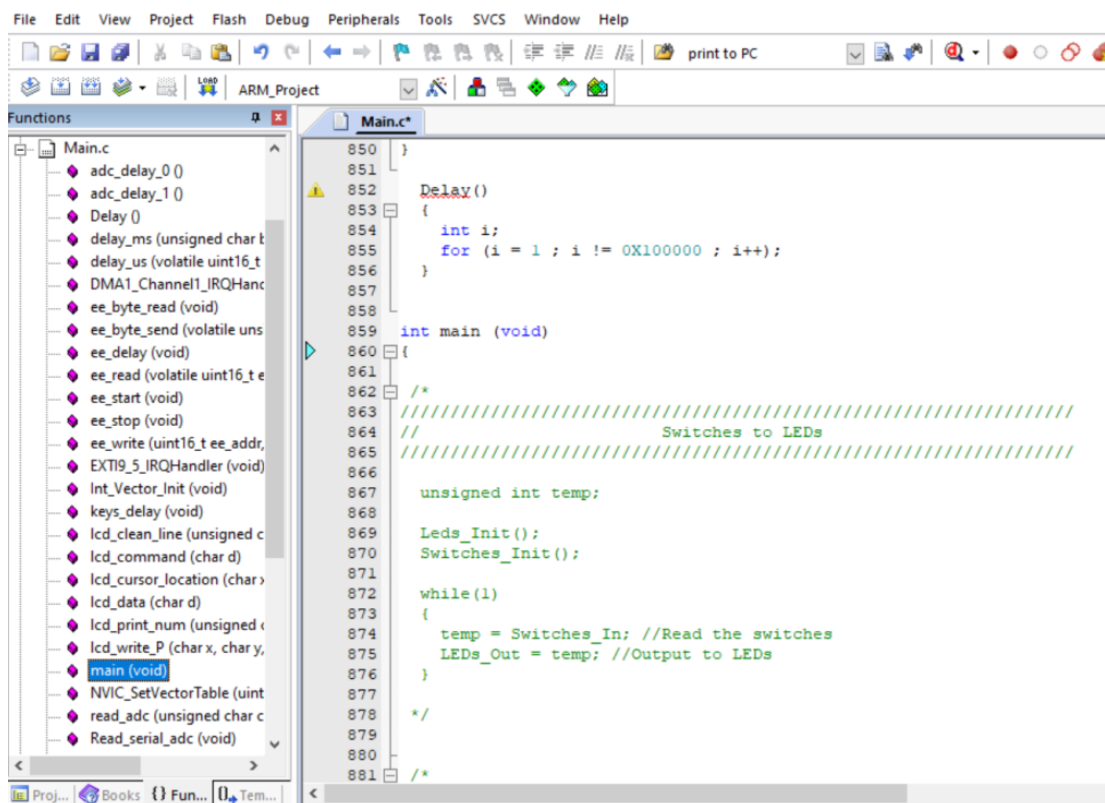 File Edit View Project Flash Debug Peripherals Tools SVCS Window Help
print to PC
LOAD ARM_Project
Functions
Main.c*
Main.c
adc_delay_0 ()
adc_delay_1 ()
Delay ()
delay_ms (unsigned char b
delay_us (volatile uint16_t
DMA1_Channel1_IRQHanc
ee_byte_read (void)
ee_byte_send (volatile uns
ee_delay (void)
ee_read (volatile uint16_t e
ee_start (void)
ee_stop (void)
ee_write (uint16_t ee_addr,
EXTI9_5_IRQHandler (void)
Int_Vector_Init (void)
keys_delay (void)
lcd_clean_line (unsigned c
lcd_command (char d)
lcd_cursor_location (char x
lcd_data (char d)
lcd_print_num (unsigned c
lcd_write_P (char x, char y,
main (void)
NVIC_SetVectorTable (uint
read_adc (unsigned char c
Read_serial_adc (void)
Proj... Books {} Fun... Tem...
850 }
851
852 Delay()
853 {
854 int i;
855 for (i = 1 ; i != 0X100000 ; i++);
856 }
857
858
859 int main (void)
860 {
861
862 /*
863 ///////////////////////////////////////////////////////////////////
864 // Switches to LEDs
865 ///////////////////////////////////////////////////////////////////
866
867 unsigned int temp;
868
869 Leds_Init();
870 Switches_Init();
871
872 while(1)
873 {
874 temp = Switches_In; //Read the switches
875 LEDs_Out = temp; //Output to LEDs
876 }
877
878 */
879
880
881 /*